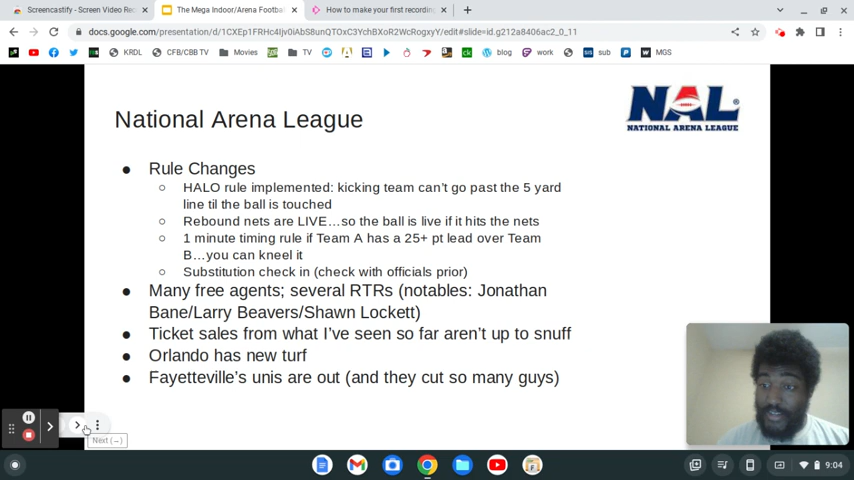 Screencastify - Screen Video Rec
The Mega Indoor/Arena Footba
How to make your first recording
docs.google.com/presentation/d/1CXEp1FRHc4Ijv0iAbS8unQTOxC3YchBXoR2WcRogxyY/edit#slide=id.g212a8406ac2_0_11
KRDL
CFB/CBB TV
Movies
TV
blog
work
sub
MGS
National Arena League
NAL
NATIONAL ARENA LEAGUE
● Rule Changes
○ HALO rule implemented: kicking team can't go past the 5 yard
line til the ball is touched
○ Rebound nets are LIVE…so the ball is live if it hits the nets
○ 1 minute timing rule if Team A has a 25+ pt lead over Team
B…you can kneel it
○ Substitution check in (check with officials prior)
● Many free agents; several RTRs (notables: Jonathan
Bane/Larry Beavers/Shawn Lockett)
● Ticket sales from what I've seen so far aren't up to snuff
● Orlando has new turf
● Fayetteville's unis are out (and they cut so many guys)
Next (→)
9:04